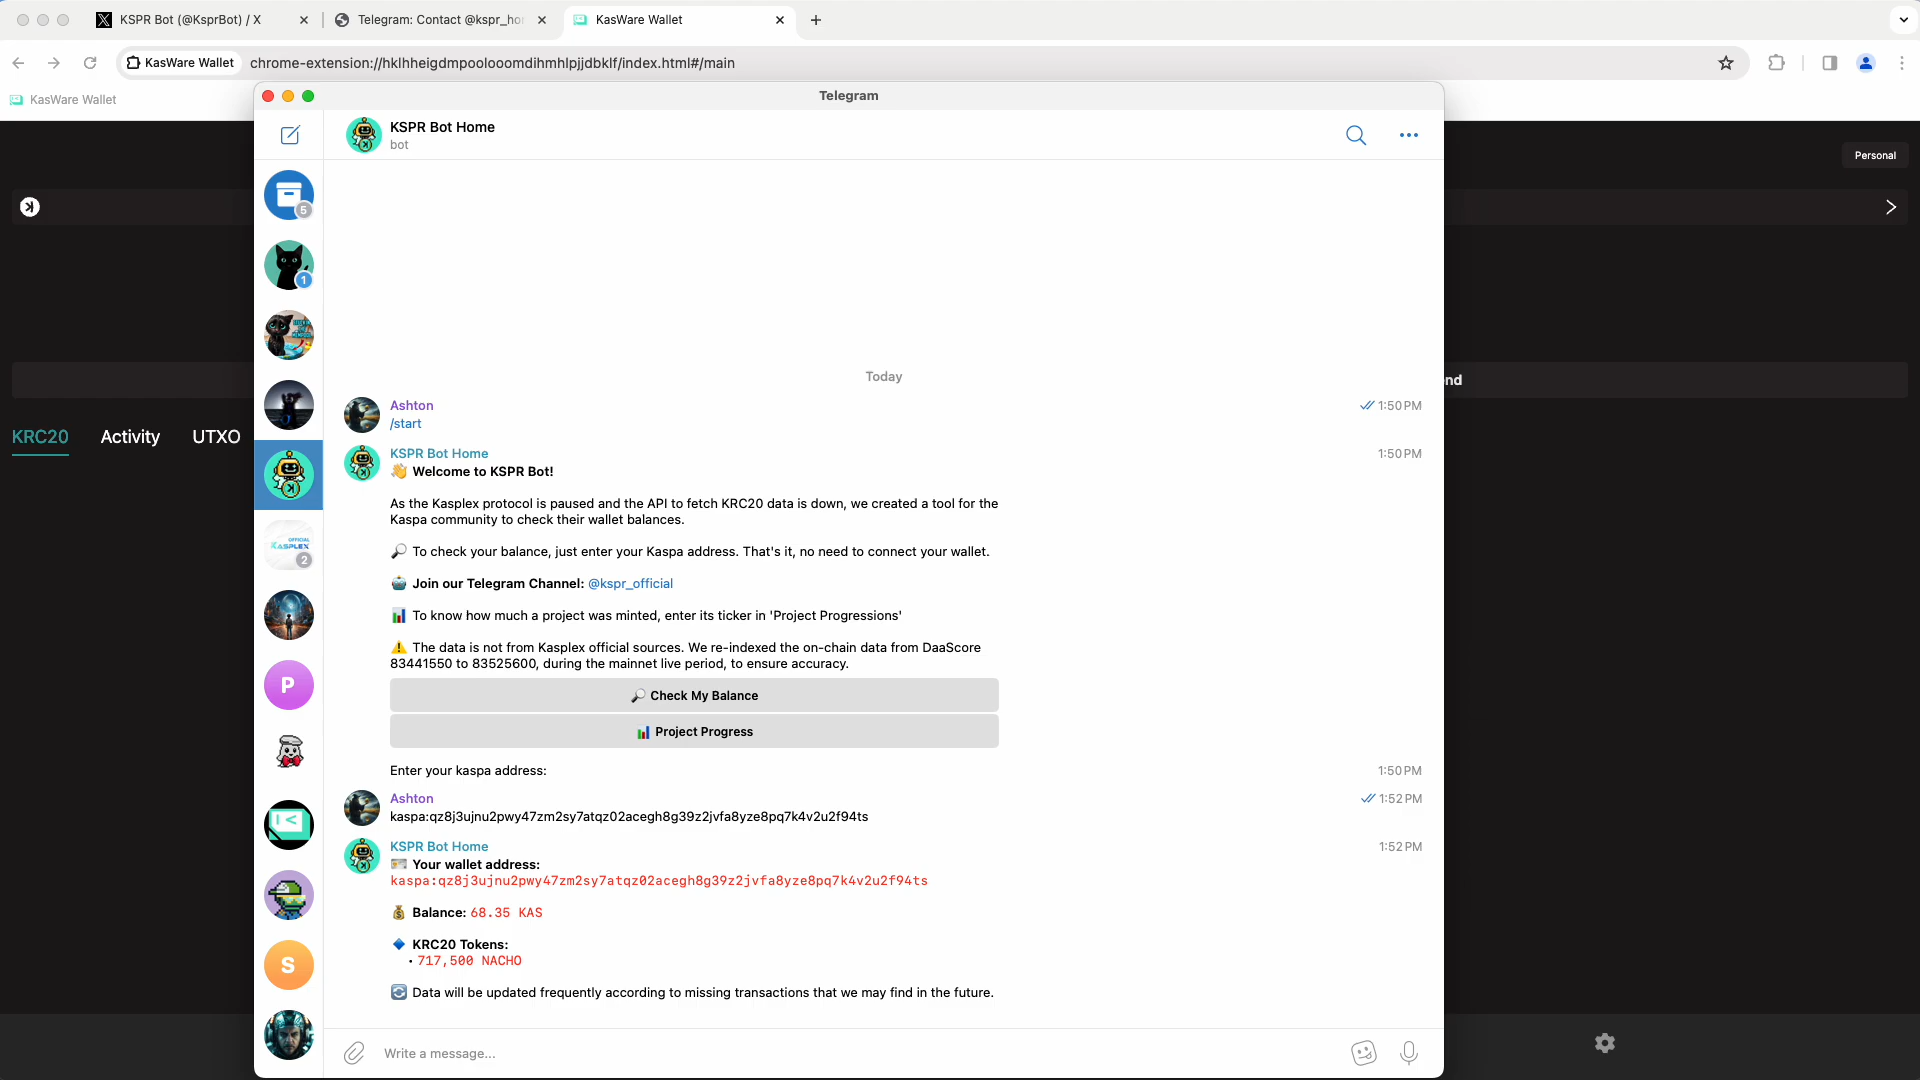 KSPR Bot (@KsprBot) / X
Telegram: Contact @kspr_ho
KasWare Wallet
KasWare Wallet
chrome-extension://hklhheigdmpoolooomdihmhlpjjdbklf/index.html#/main
KasWare Wallet
Telegram
KSPR Bot Home
bot
Personal
5
1
OFFICIAL
KASPLEX
2
P
S
nd
KRC20
Activity
UTXO
Today
Ashton
1:50 PM
/start
KSPR Bot Home
1:50 PM
👋 Welcome to KSPR Bot!
As the Kasplex protocol is paused and the API to fetch KRC20 data is down, we created a tool for the
Kaspa community to check their wallet balances.
🔎 To check your balance, just enter your Kaspa address. That's it, no need to connect your wallet.
🤖 Join our Telegram Channel: @kspr_official
📊 To know how much a project was minted, enter its ticker in 'Project Progressions'
⚠️ The data is not from Kasplex official sources. We re-indexed the on-chain data from DaaScore
83441550 to 83525600, during the mainnet live period, to ensure accuracy.
🔎 Check My Balance
📊 Project Progress
Enter your kaspa address:
1:50 PM
Ashton
1:52 PM
kaspa:qz8j3ujnu2pwy47zm2sy7atqz02acegh8g39z2jvfa8yze8pq7k4v2u2f94ts
KSPR Bot Home
1:52 PM
🪪 Your wallet address:
kaspa:qz8j3ujnu2pwy47zm2sy7atqz02acegh8g39z2jvfa8yze8pq7k4v2u2f94ts
💰 Balance: 68.35 KAS
🔷 KRC20 Tokens:
• 717,500 NACHO
🔄 Data will be updated frequently according to missing transactions that we may find in the future.
Write a message...